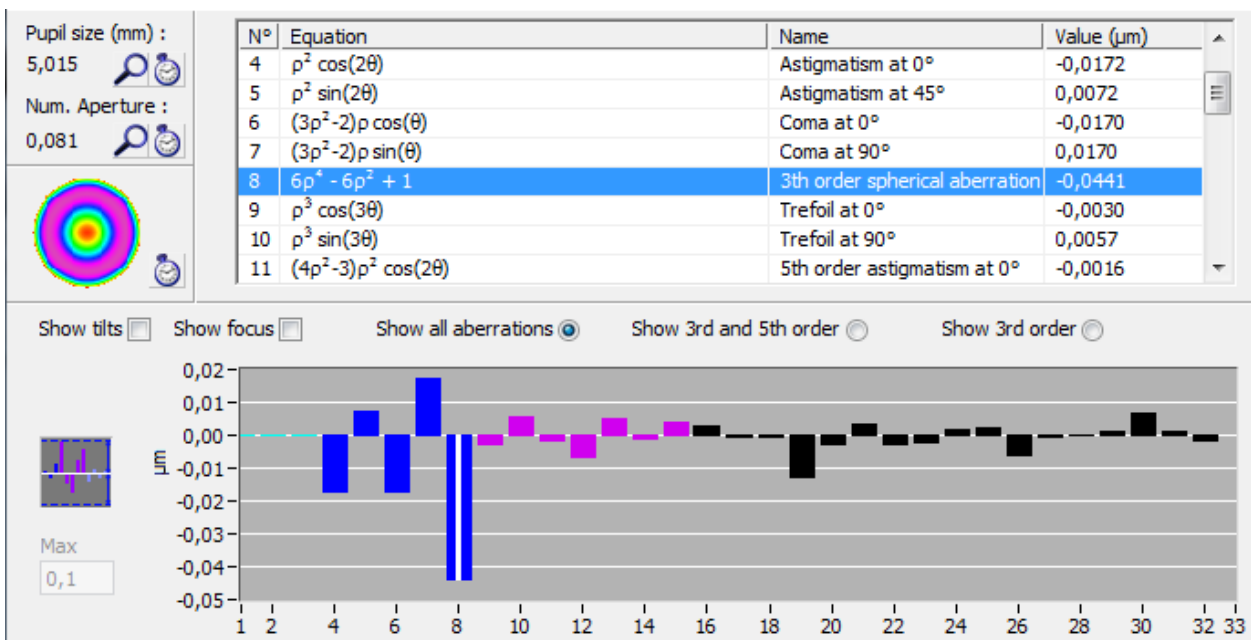 Pupil size (mm) :
5,015
Num. Aperture :
0,081
N° Equation Name Value (µm)
4 ρ² cos(2θ) Astigmatism at 0° -0,0172
5 ρ² sin(2θ) Astigmatism at 45° 0,0072
6 (3ρ²-2)ρ cos(θ) Coma at 0° -0,0170
7 (3ρ²-2)ρ sin(θ) Coma at 90° 0,0170
8 6ρ⁴ - 6ρ² + 1 3th order spherical aberration -0,0441
9 ρ³ cos(3θ) Trefoil at 0° -0,0030
10 ρ³ sin(3θ) Trefoil at 90° 0,0057
11 (4ρ²-3)ρ² cos(2θ) 5th order astigmatism at 0° -0,0016
Show tilts Show focus Show all aberrations Show 3rd and 5th order Show 3rd order
0,02
0,01
0,00
-0,01
-0,02
-0,03
-0,04
-0,05
µm
Max
0,1
1 2 4 6 8 10 12 14 16 18 20 22 24 26 28 30 32 33